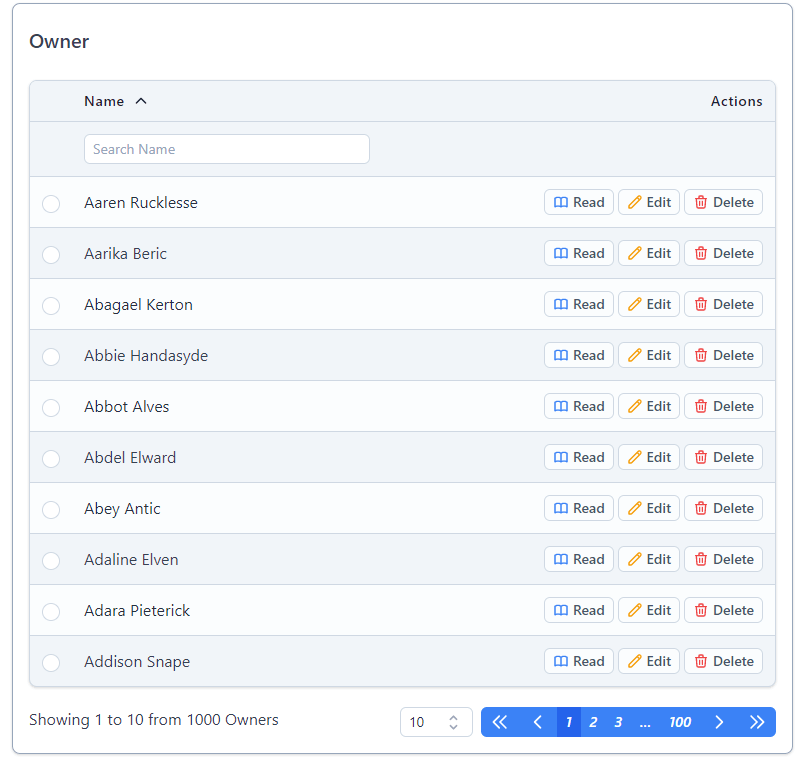 Owner
Name Actions
Search Name
Aaren Rucklesse Read Edit Delete
Aarika Beric Read Edit Delete
Abagael Kerton Read Edit Delete
Abbie Handasyde Read Edit Delete
Abbot Alves Read Edit Delete
Abdel Elward Read Edit Delete
Abey Antic Read Edit Delete
Adaline Elven Read Edit Delete
Adara Pieterick Read Edit Delete
Addison Snape Read Edit Delete
Showing 1 to 10 from 1000 Owners 10 1 2 3 ... 100